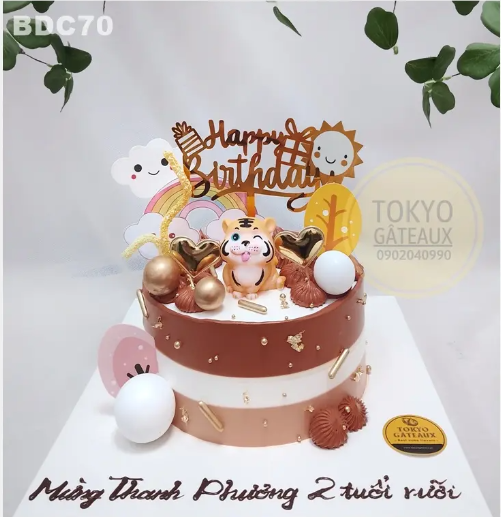 BDC70
Happy
Birthday
TOKYO
GÂTEAUX
0902040990
TOKYO
GÂTEAUX
Mừng Thanh Phương 2 tuổi rưỡi